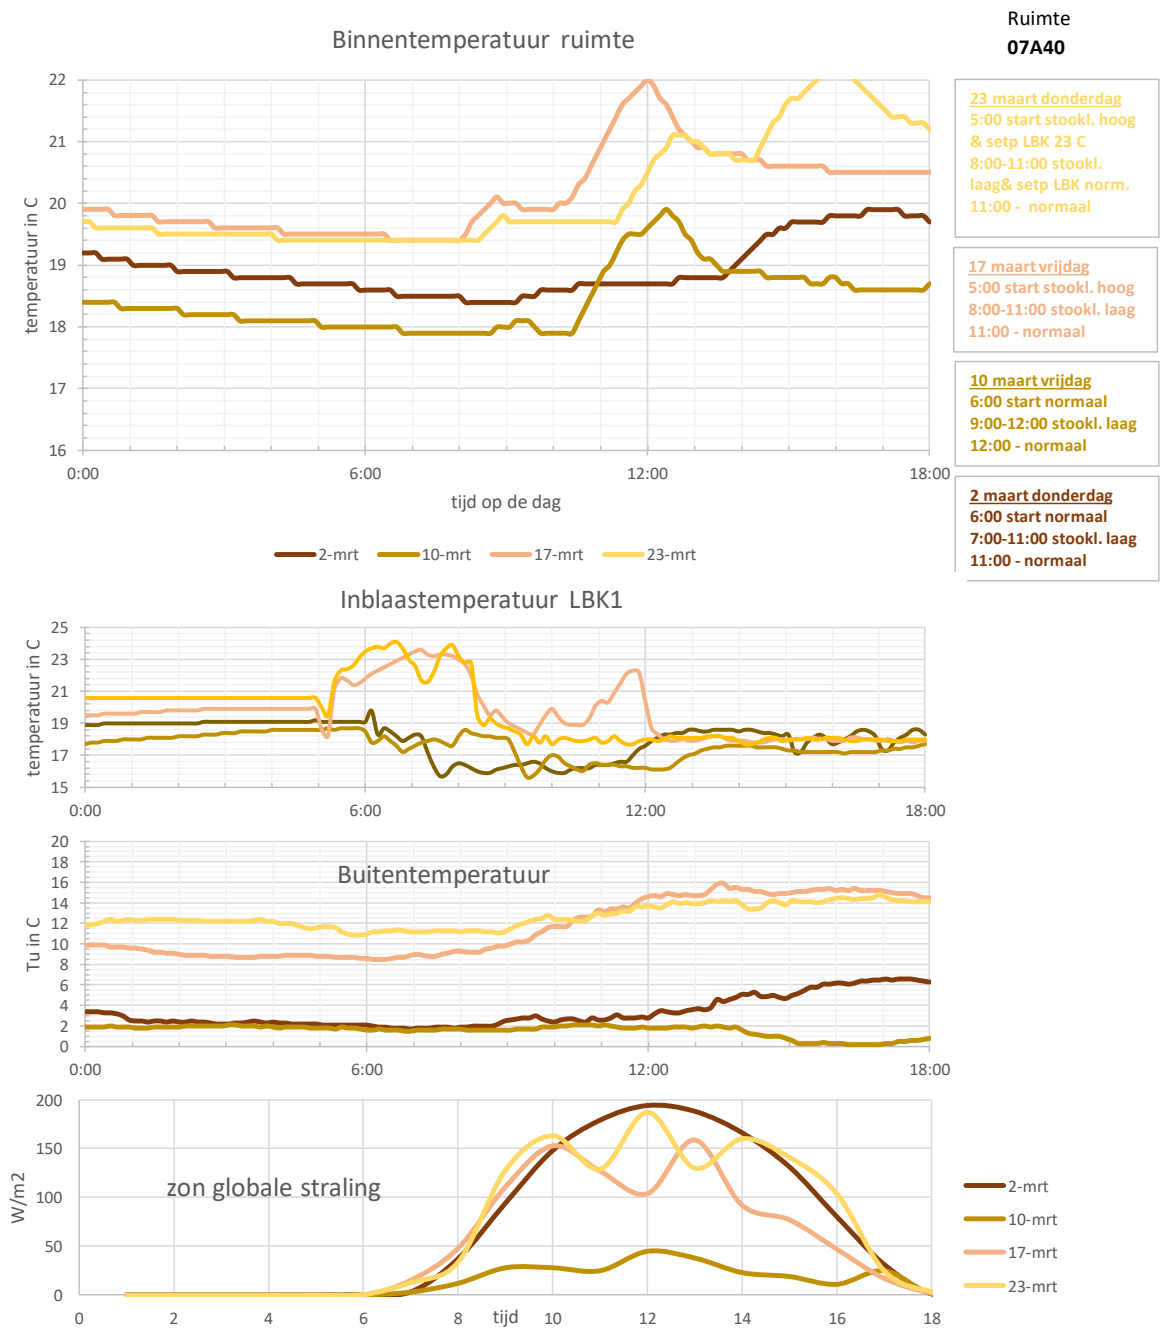 Binnentemperatuur ruimte
Ruimte
07A40
temperatuur in C
22
21
20
19
18
17
16
0:00
6:00
12:00
18:00
tijd op de dag
2-mrt
10-mrt
17-mrt
23-mrt
23 maart donderdag
5:00 start stookl. hoog
& setp LBK 23 C
8:00-11:00 stookl.
laag& setp LBK norm.
11:00 - normaal
17 maart vrijdag
5:00 start stookl. hoog
8:00-11:00 stookl. laag
11:00 - normaal
10 maart vrijdag
6:00 start normaal
9:00-12:00 stookl. laag
12:00 - normaal
2 maart donderdag
6:00 start normaal
7:00-11:00 stookl. laag
11:00 - normaal
Inblaastemperatuur LBK1
temperatuur in C
25
23
21
19
17
15
0:00
6:00
12:00
18:00
Buitentemperatuur
Tu in C
20
18
16
14
12
10
8
6
4
2
0
0:00
6:00
12:00
18:00
zon globale straling
W/m2
200
150
100
50
0
0
2
4
6
8
10
12
14
16
18
tijd
2-mrt
10-mrt
17-mrt
23-mrt